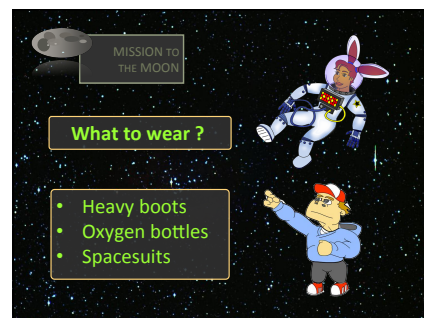 MISSION TO
THE MOON
What to wear ?
• Heavy boots
• Oxygen bottles
• Spacesuits